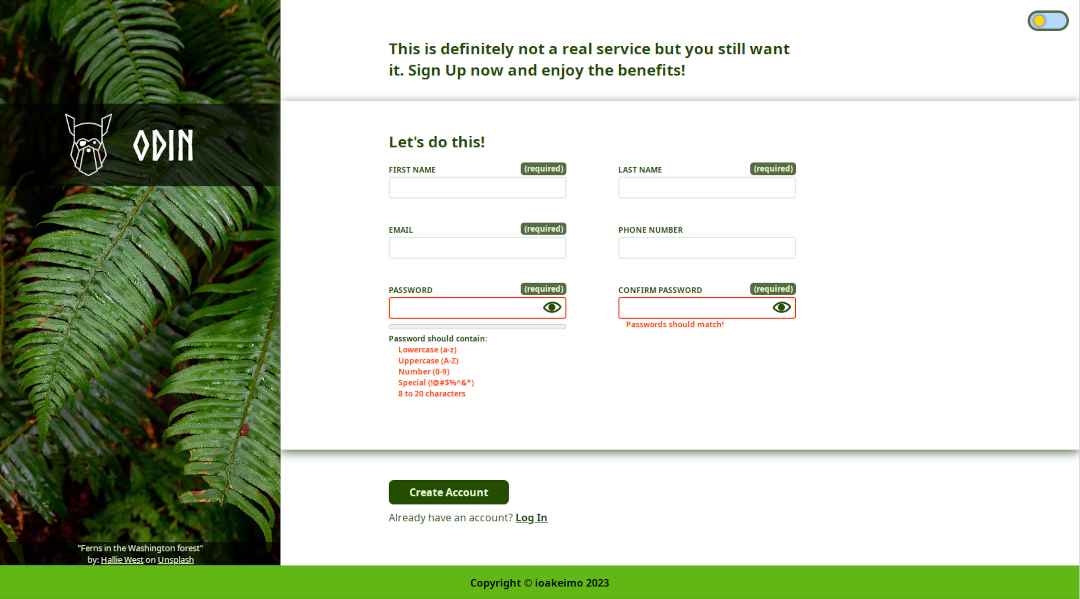 ODIN
"Ferns in the Washington forest"
by: Hallie West on Unsplash
This is definitely not a real service but you still want
it. Sign Up now and enjoy the benefits!
Let's do this!
FIRST NAME (required)
LAST NAME (required)
EMAIL (required)
PHONE NUMBER
PASSWORD (required)
CONFIRM PASSWORD (required)
Passwords should match!
Password should contain:
Lowercase (a-z)
Uppercase (A-Z)
Number (0-9)
Special (!@#$%^&*)
8 to 20 characters
Create Account
Already have an account? Log In
Copyright © ioakeimo 2023